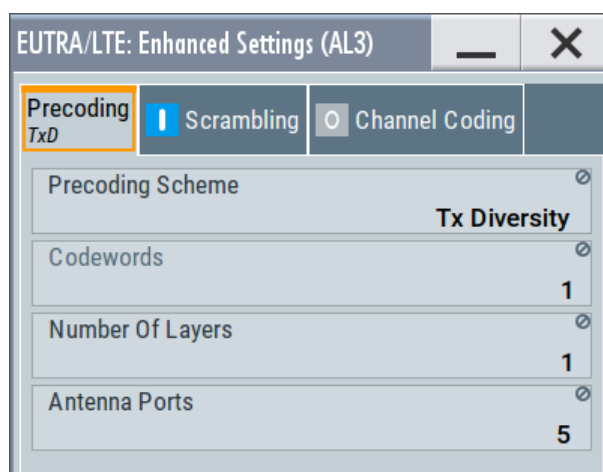 EUTRA/LTE: Enhanced Settings (AL3)
Precoding
TxD
Scrambling
Channel Coding
Precoding Scheme
Tx Diversity
Codewords
1
Number Of Layers
1
Antenna Ports
5